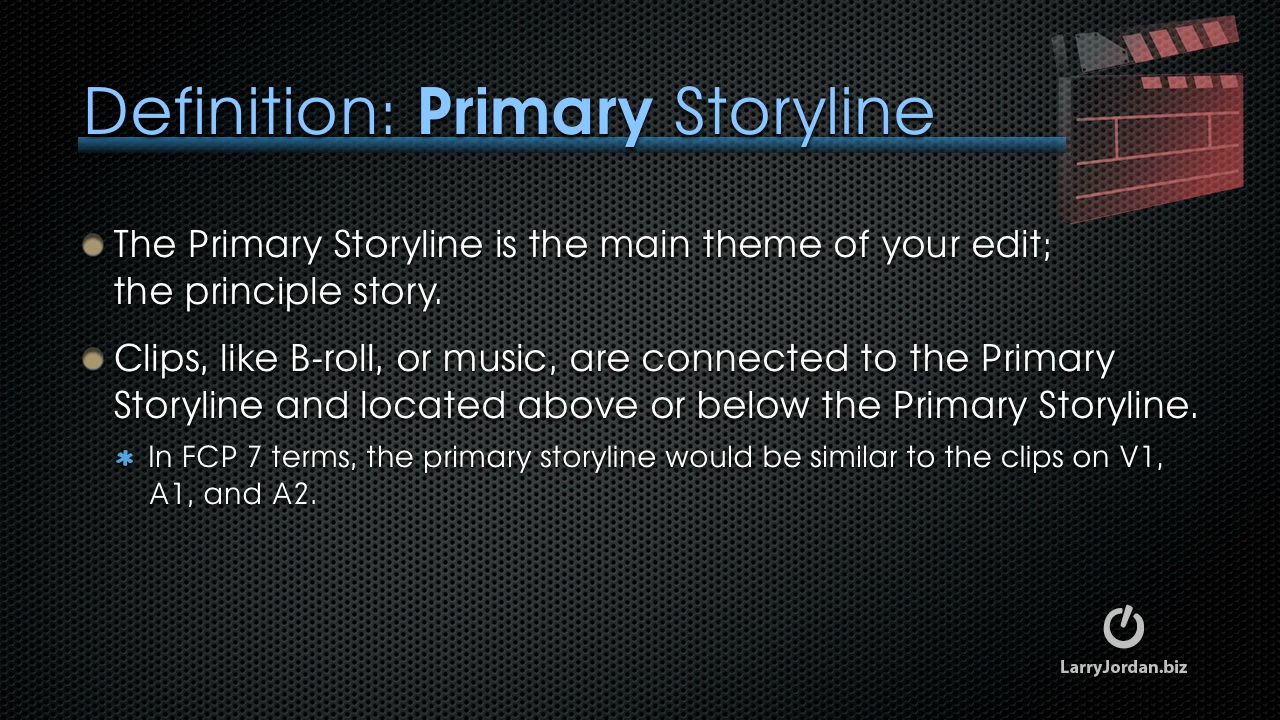 Definition: Primary Storyline
The Primary Storyline is the main theme of your edit;
the principle story.
Clips, like B-roll, or music, are connected to the Primary
Storyline and located above or below the Primary Storyline.
In FCP 7 terms, the primary storyline would be similar to the clips on V1,
A1, and A2.
LarryJordan.biz